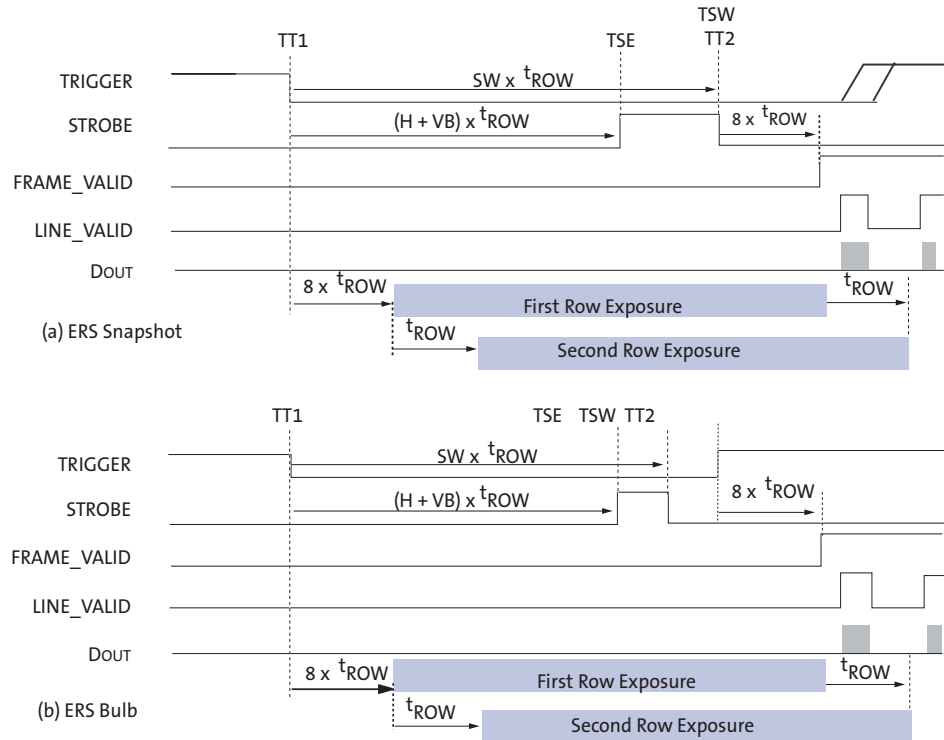 TSW
TT1 TSE TT2
TRIGGER SW x tROW
STROBE (H + VB) x tROW 8 x tROW
FRAME_VALID
LINE_VALID
DOUT
8 x tROW First Row Exposure tROW
(a) ERS Snapshot tROW Second Row Exposure
TT1 TSE TSW TT2
TRIGGER SW x tROW
STROBE (H + VB) x tROW 8 x tROW
FRAME_VALID
LINE_VALID
DOUT
8 x tROW First Row Exposure tROW
(b) ERS Bulb tROW Second Row Exposure